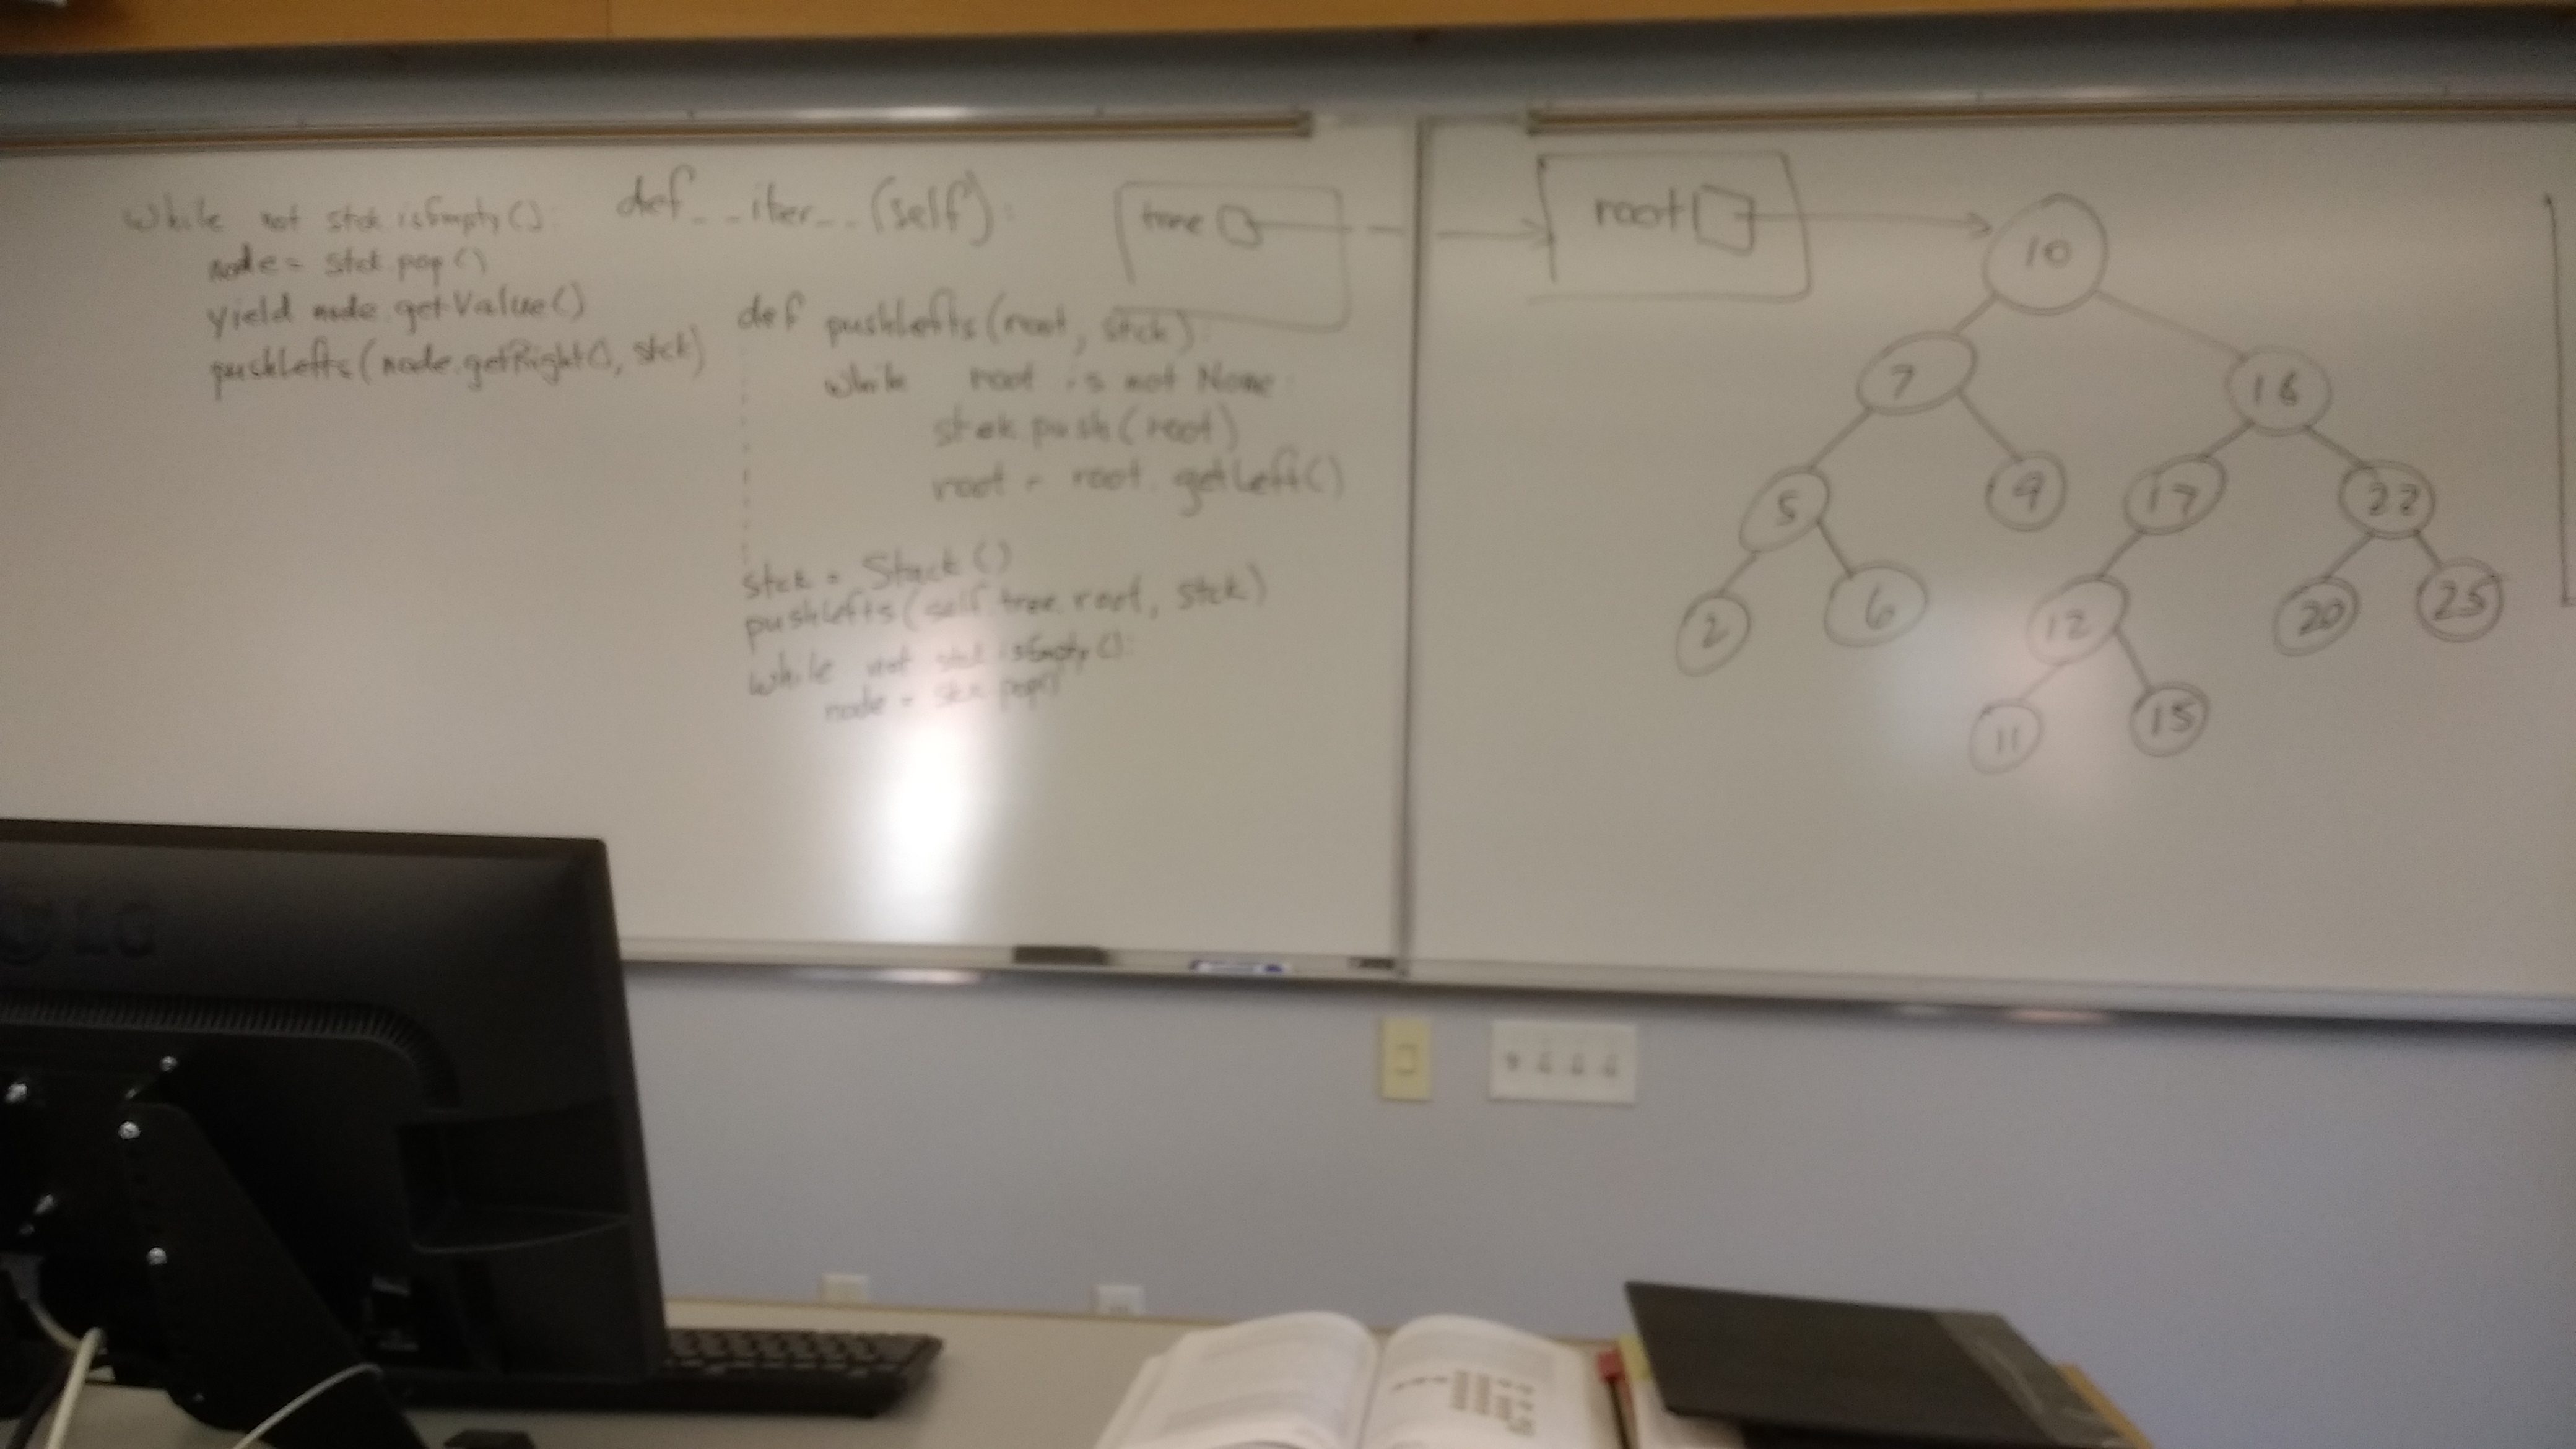 while not stck.isEmpty():
node = stck.pop()
yield node.getValue()
pushLefts(node.getRight(), stck)
def __iter__(self):
def pushLefts(root, stck):
while root is not None:
stck.push(root)
root = root.getLeft()
stck = Stack()
pushLefts(self.tree.root, stck)
while not stck.isEmpty():
node = stck.pop()
tree
root
10
7
16
5
9
17
22
2
6
12
20
25
11
15
LG